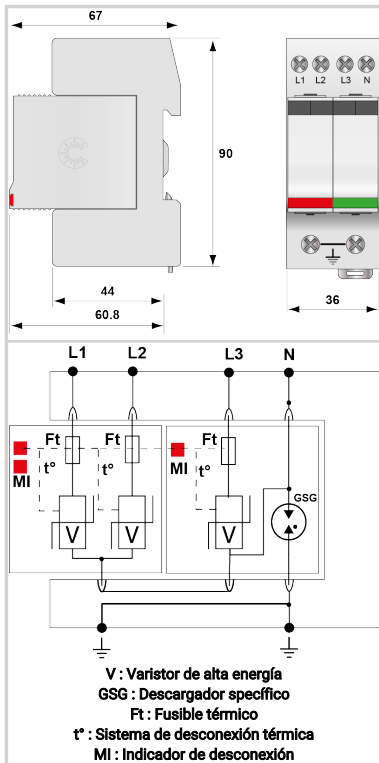 67
90
44
60.8
L1 L2 L3 N
36
L1 L2 L3 N
Ft Ft Ft
MI t° t° MI t°
GSG
V V V
V : Varistor de alta energía
GSG : Descargador specífico
Ft : Fusible térmico
t° : Sistema de desconexión térmica
MI : Indicador de desconexión